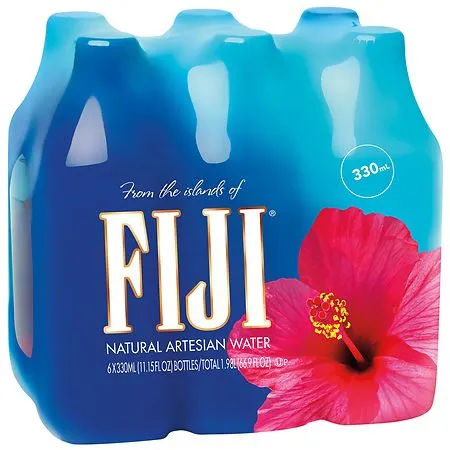 From the islands of
FIJI®
NATURAL ARTESIAN WATER
6 X 330ML (11.15 FL OZ) BOTTLES/TOTAL 1.98L (66.9 FL OZ)
330mL